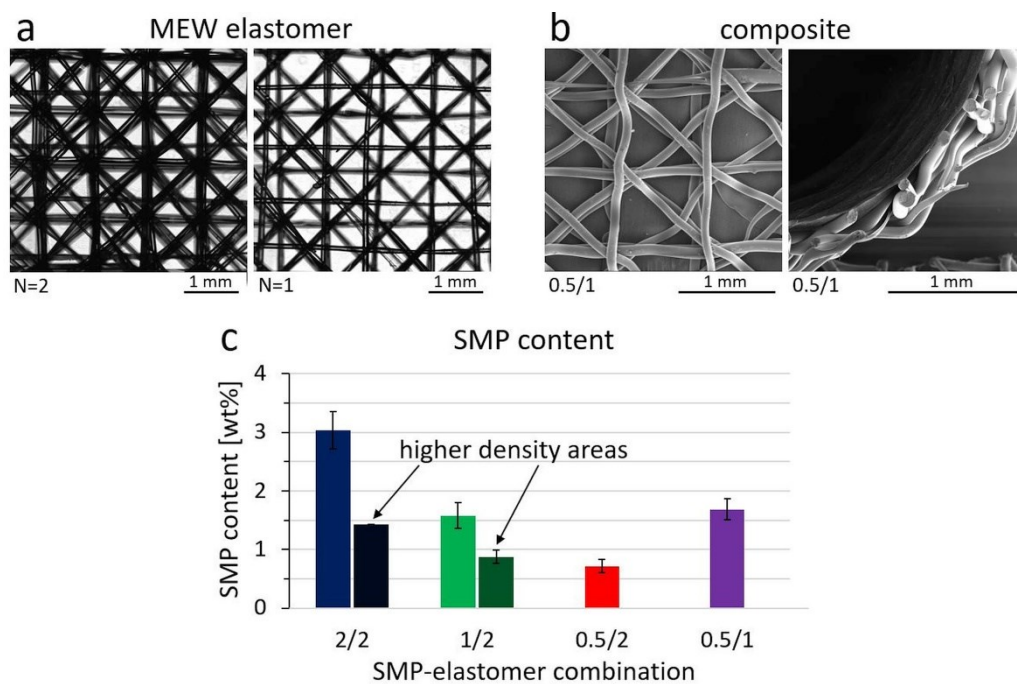 a
MEW elastomer
N=2
1 mm
N=1
1 mm
b
composite
0.5/1
1 mm
0.5/1
1 mm
c
SMP content
SMP content [wt%]
4
3
2
1
0
higher density areas
2/2
1/2
0.5/2
0.5/1
SMP-elastomer combination